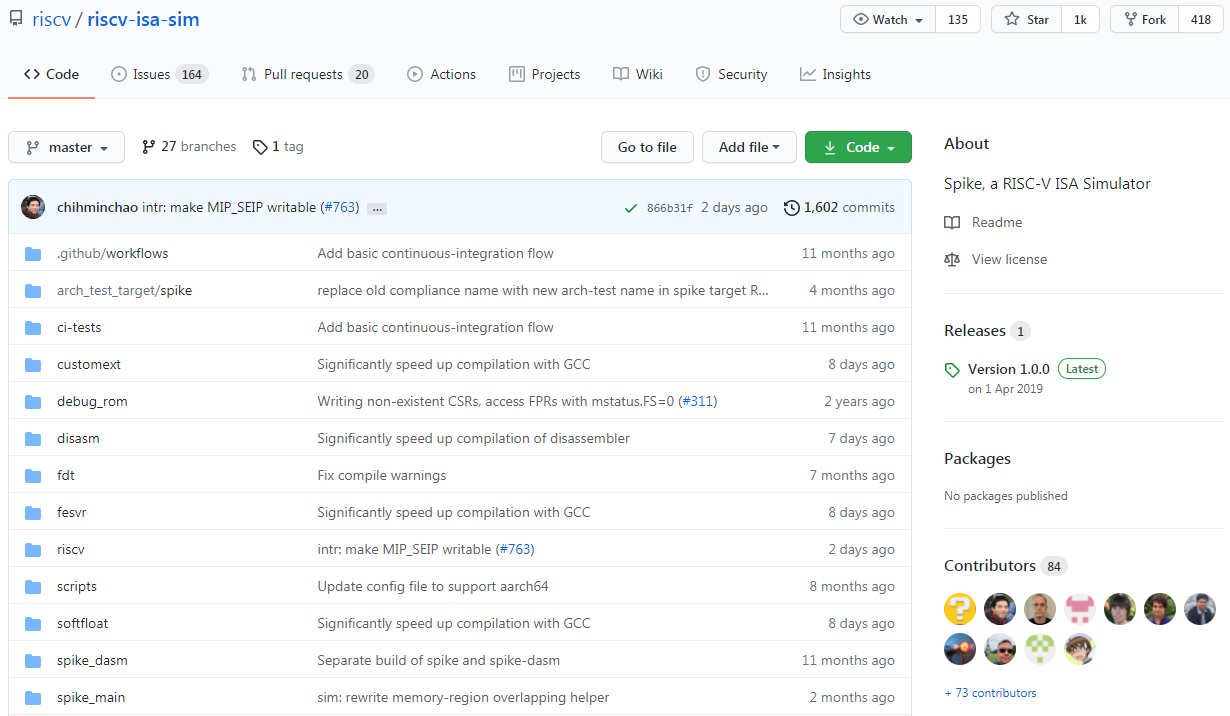 riscv / riscv-isa-sim
Watch 135 Star 1k Fork 418
Code Issues 164 Pull requests 20 Actions Projects Wiki Security Insights
master 27 branches 1 tag Go to file Add file Code
chihminchao intr: make MIP_SEIP writable (#763) ... 866b31f 2 days ago 1,602 commits
.github/workflows Add basic continuous-integration flow 11 months ago
arch_test_target/spike replace old compliance name with new arch-test name in spike target R... 4 months ago
ci-tests Add basic continuous-integration flow 11 months ago
customext Significantly speed up compilation with GCC 8 days ago
debug_rom Writing non-existent CSRs, access FPRs with mstatus.FS=0 (#311) 2 years ago
disasm Significantly speed up compilation of disassembler 7 days ago
fdt Fix compile warnings 7 months ago
fesvr Significantly speed up compilation with GCC 8 days ago
riscv intr: make MIP_SEIP writable (#763) 2 days ago
scripts Update config file to support aarch64 8 months ago
softfloat Significantly speed up compilation with GCC 8 days ago
spike_dasm Separate build of spike and spike-dasm 11 months ago
spike_main sim: rewrite memory-region overlapping helper 2 months ago
About
Spike, a RISC-V ISA Simulator
Readme
View license
Releases 1
Version 1.0.0 Latest
on 1 Apr 2019
Packages
No packages published
Contributors 84
+ 73 contributors